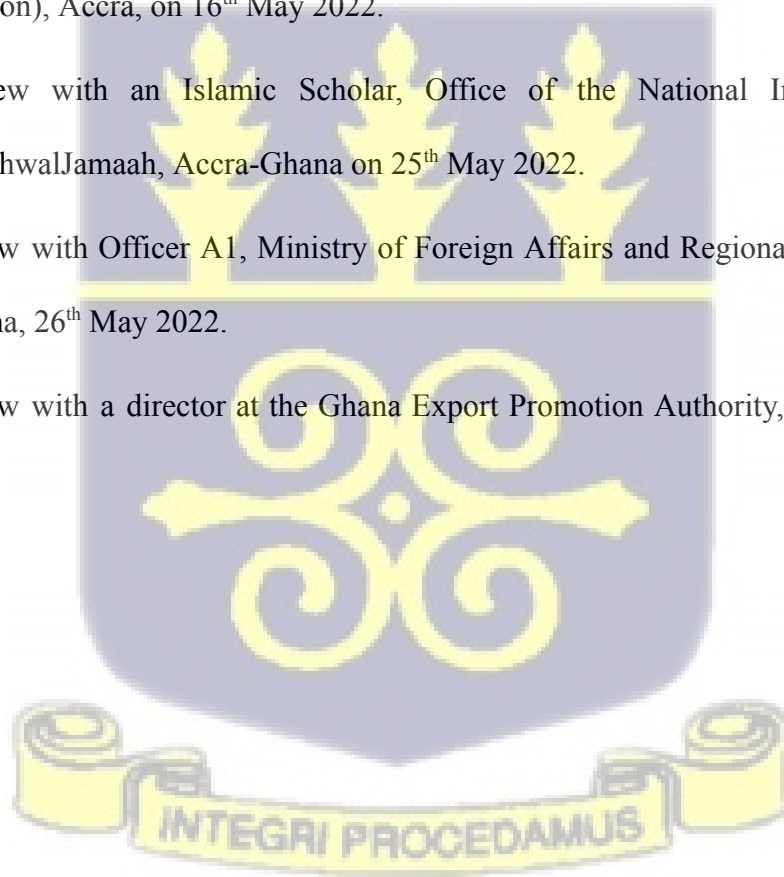 on), Accra, on 16th May 2022.
ew with an Islamic Scholar, Office of the National I
hwalJamaah, Accra-Ghana on 25th May 2022.
w with Officer A1, Ministry of Foreign Affairs and Regiona
na, 26th May 2022.
w with a director at the Ghana Export Promotion Authority,
INTEGRI PROCEDAMUS